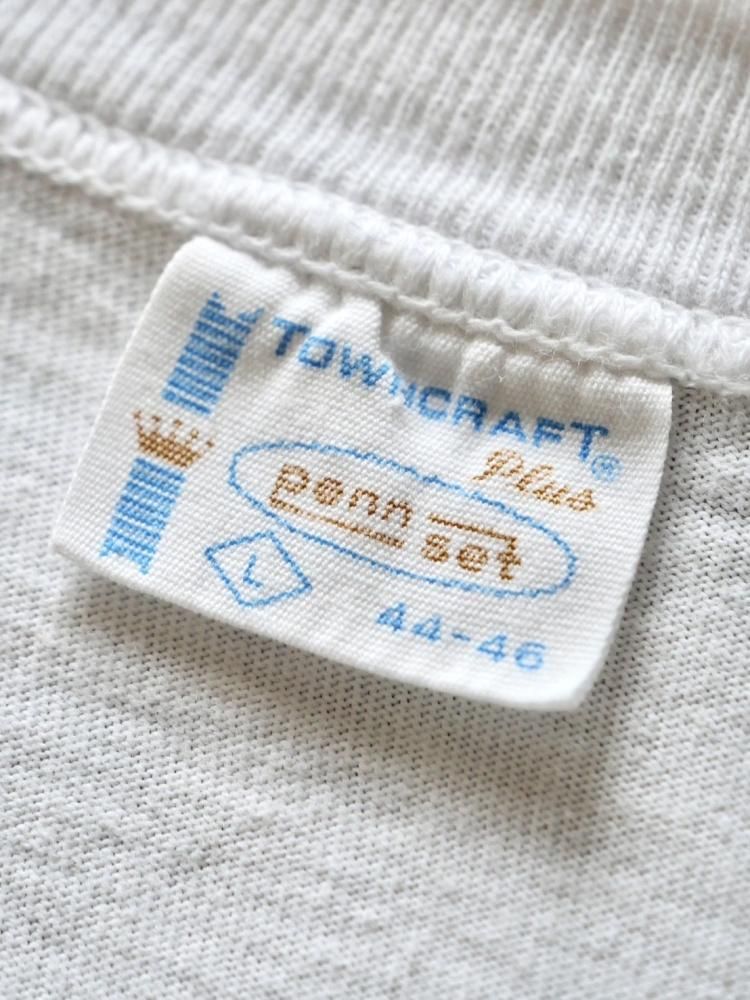 TOWNCRAFT®
plus
penn
set
L
44-46